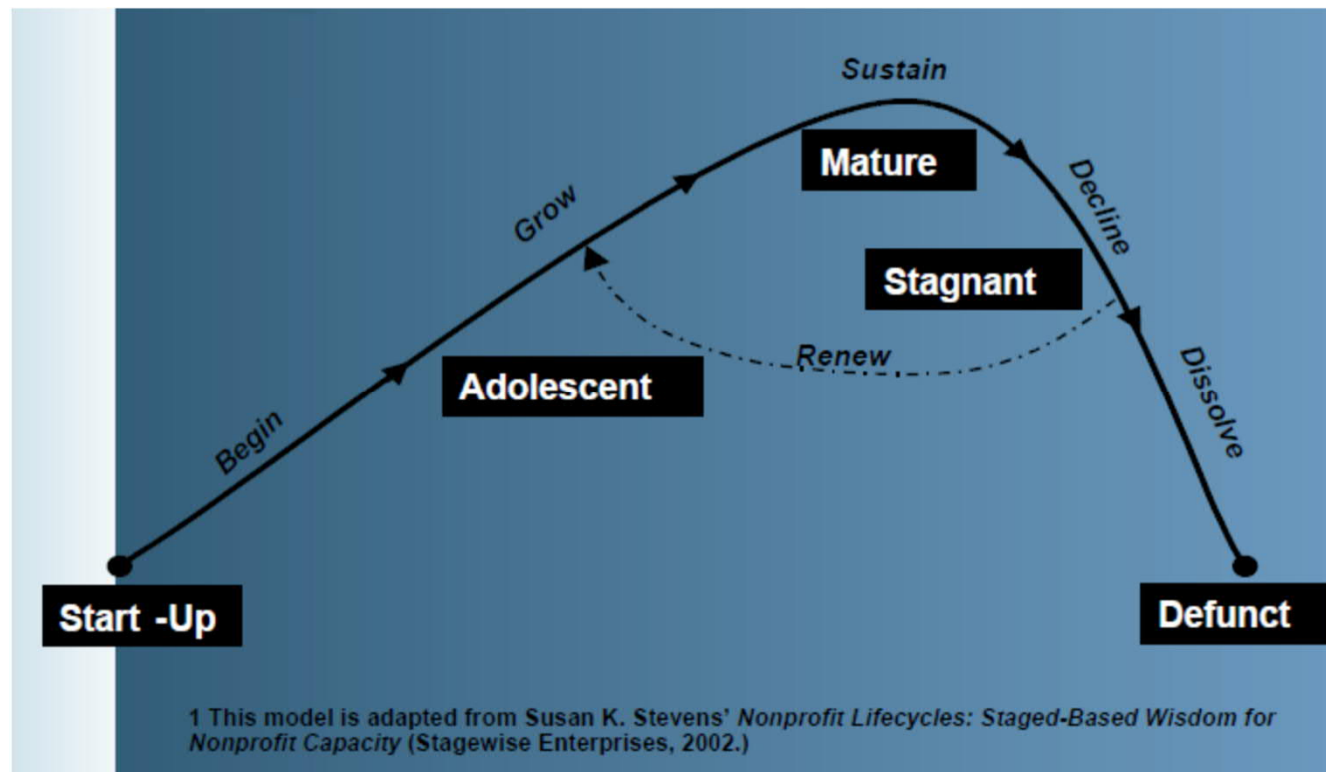 Sustain
Mature
Decline
Grow
Stagnant
Renew
Dissolve
Adolescent
Begin
Start -Up
Defunct
1 This model is adapted from Susan K. Stevens’ Nonprofit Lifecycles: Staged-Based Wisdom for
Nonprofit Capacity (Stagewise Enterprises, 2002.)